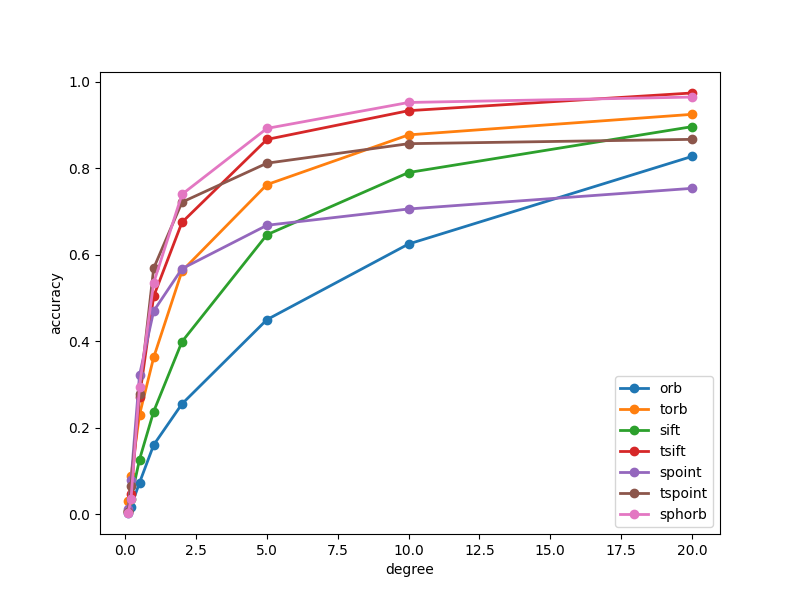 1.0
0.8
0.6
0.4
0.2
0.0
accuracy
0.0 2.5 5.0 7.5 10.0 12.5 15.0 17.5 20.0
degree
orb
torb
sift
tsift
spoint
tspoint
sphorb